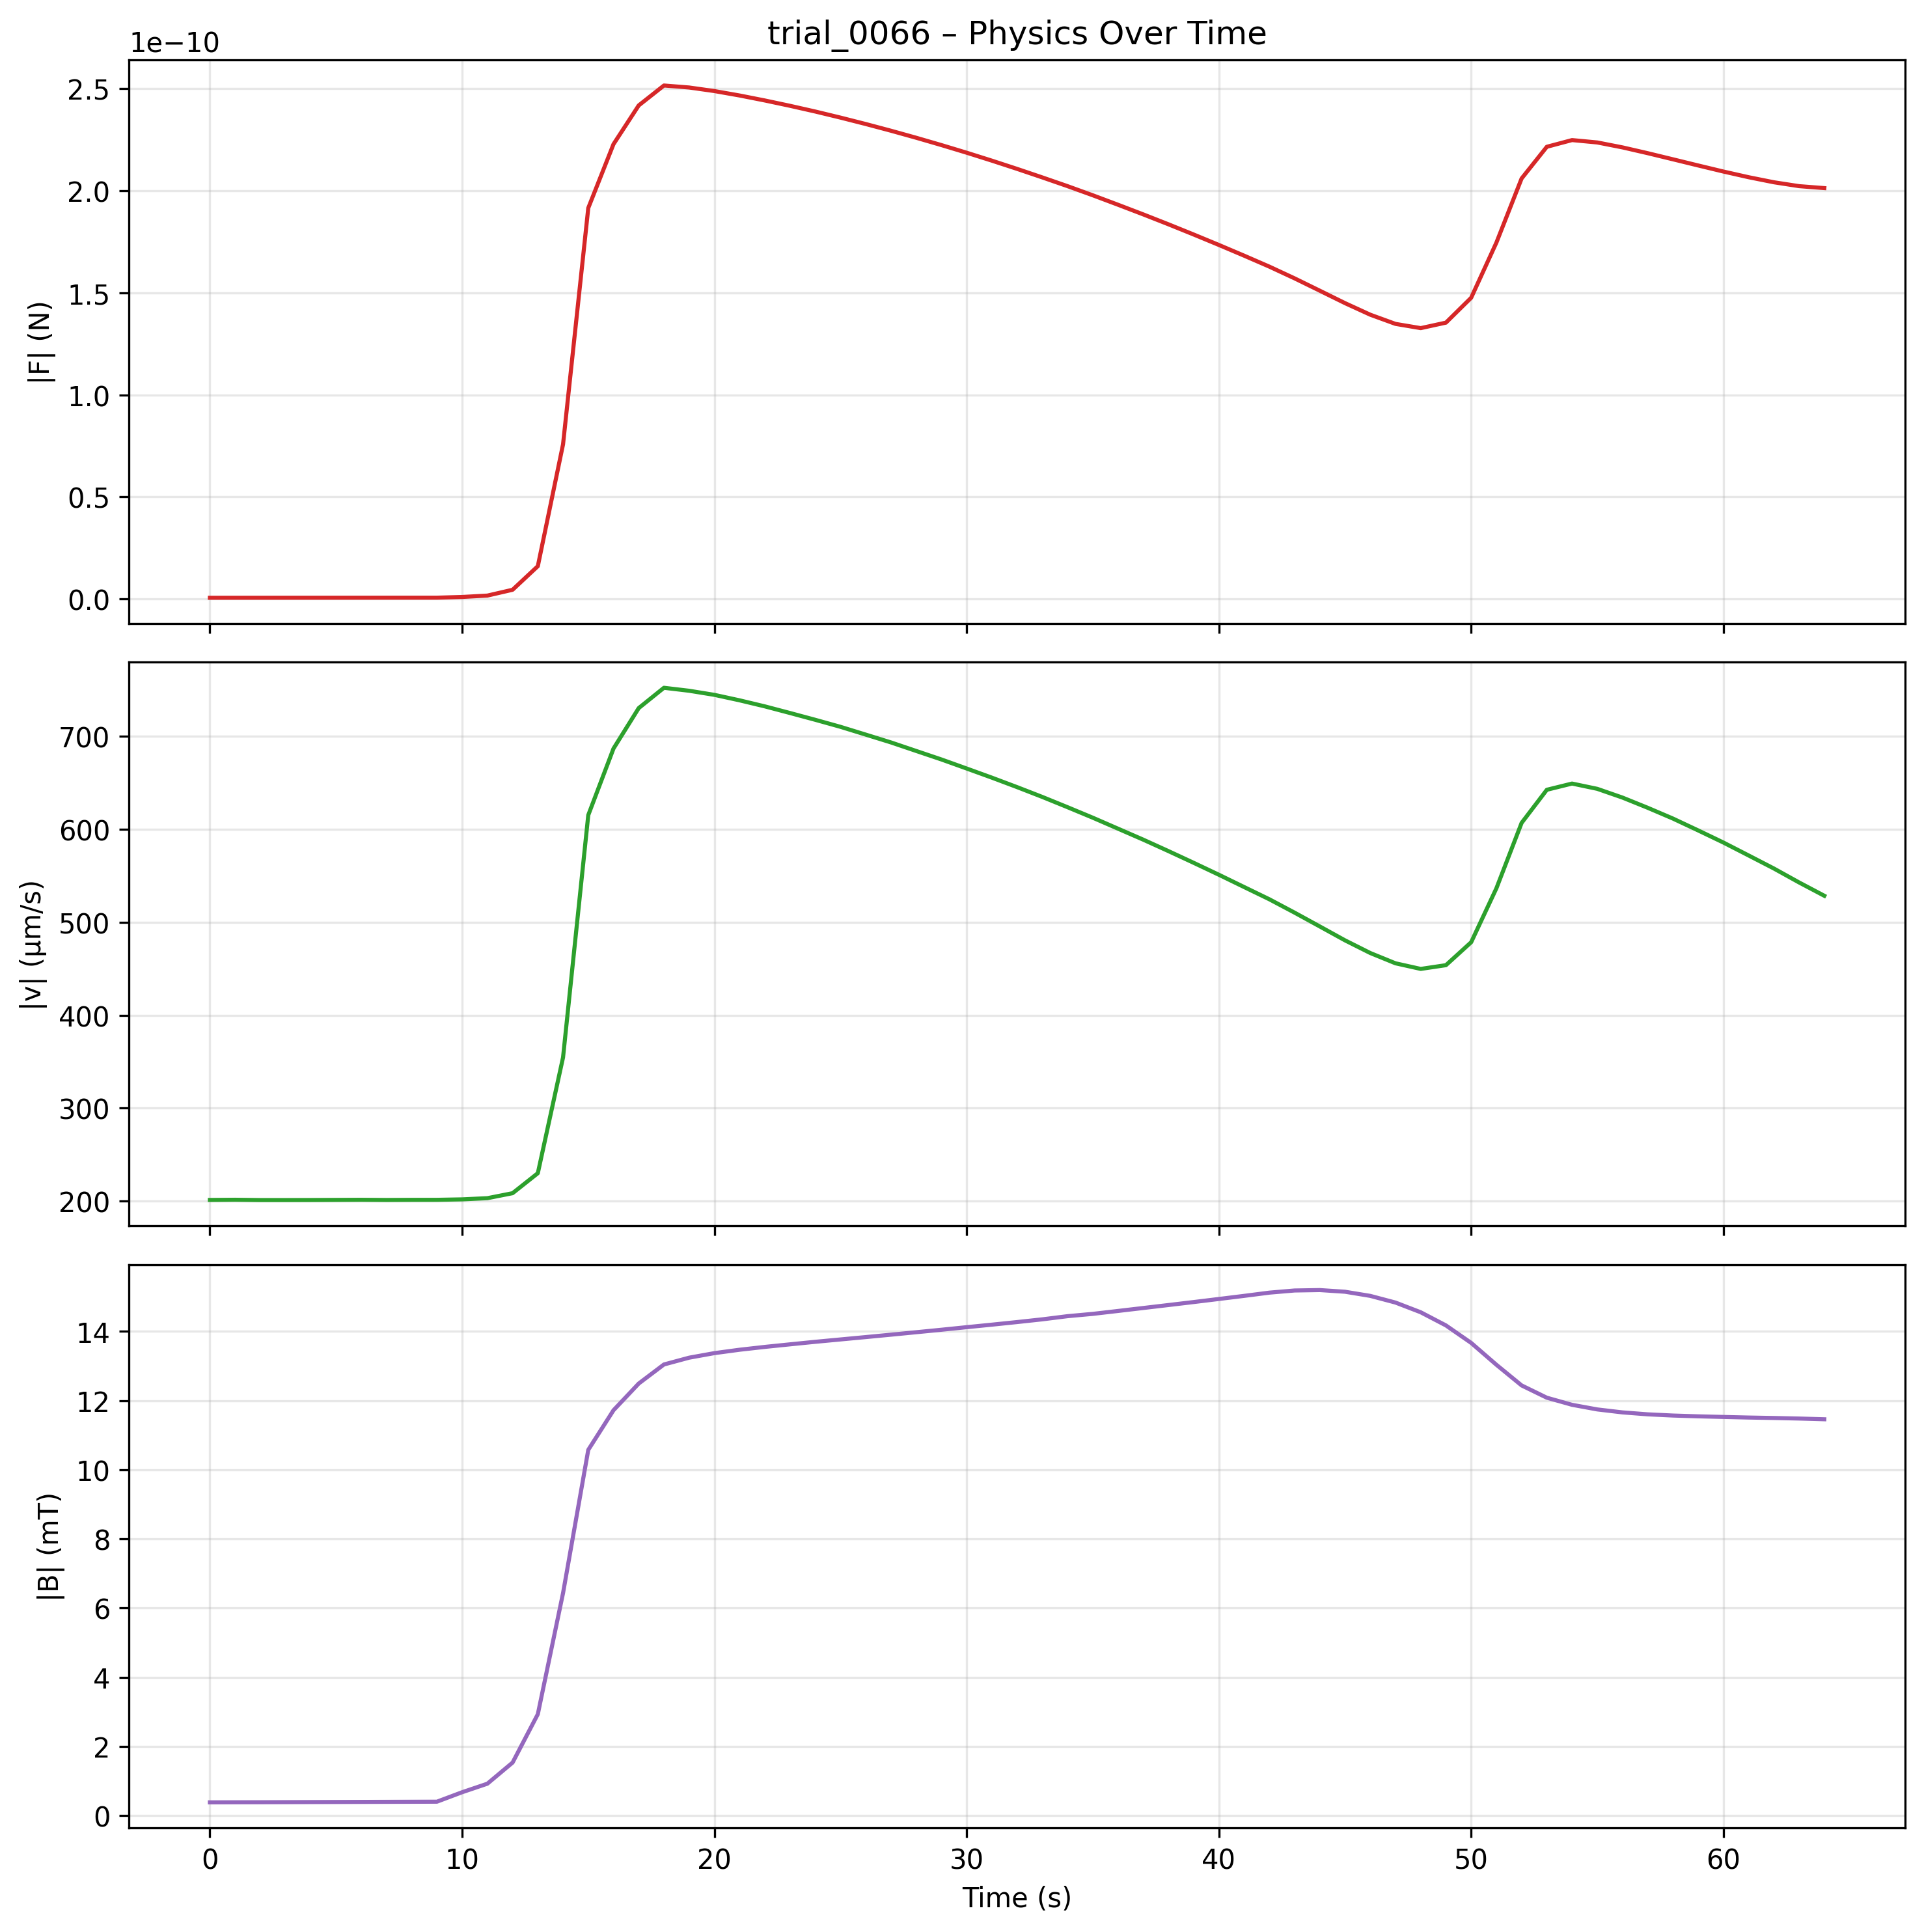 trial_0066 – Physics Over Time
1e−10
2.5
2.0
1.5
1.0
0.5
0.0
|F| (N)
700
600
500
400
300
200
|v| (μm/s)
14
12
10
8
6
4
2
0
|B| (mT)
0 10 20 30 40 50 60
Time (s)